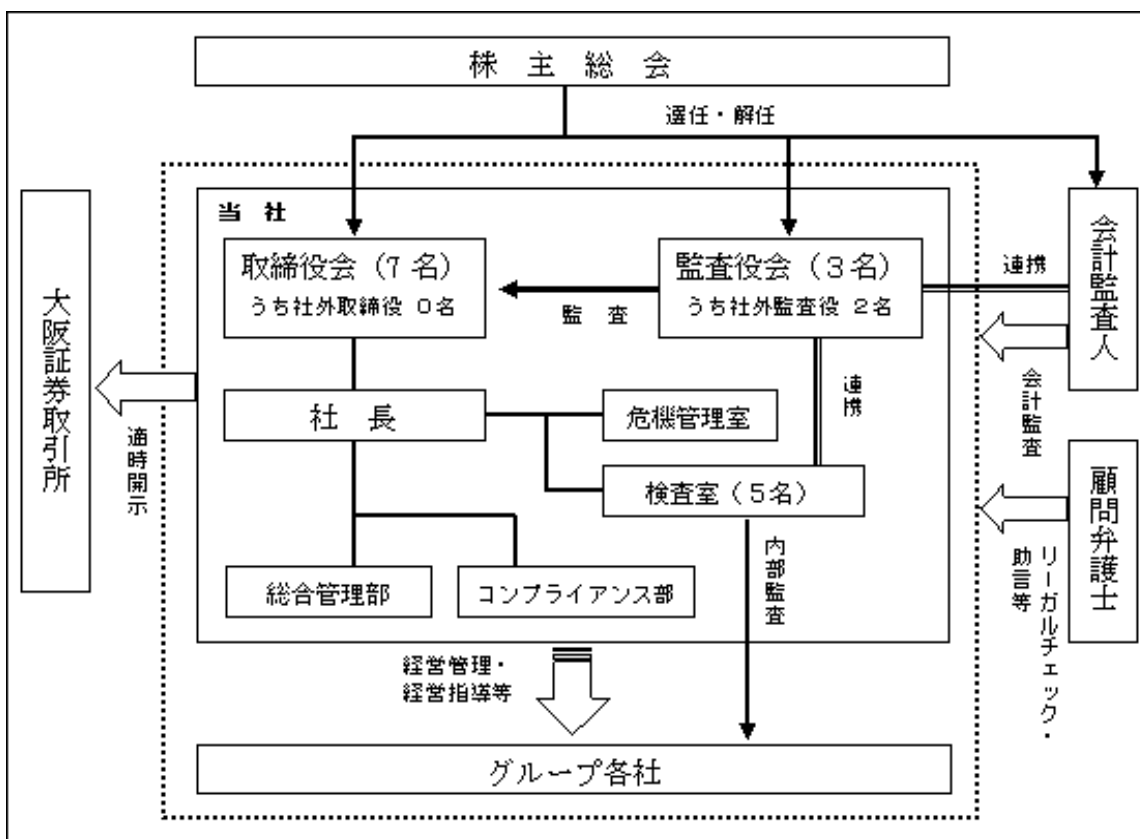 株 主 総 会
選任・解任
当 社
取締役会(7名)
うち社外取締役 0名
監査役会(3名)
うち社外監査役 2名
監 査
連携
会計監査人
会計監査
大阪証券取引所
適時開示
社 長
危機管理室
連携
検査室(5名)
顧問弁護士
リーガルチェック・
助言等
総合管理部
コンプライアンス部
内部監査
経営管理・
経営指導等
グループ各社